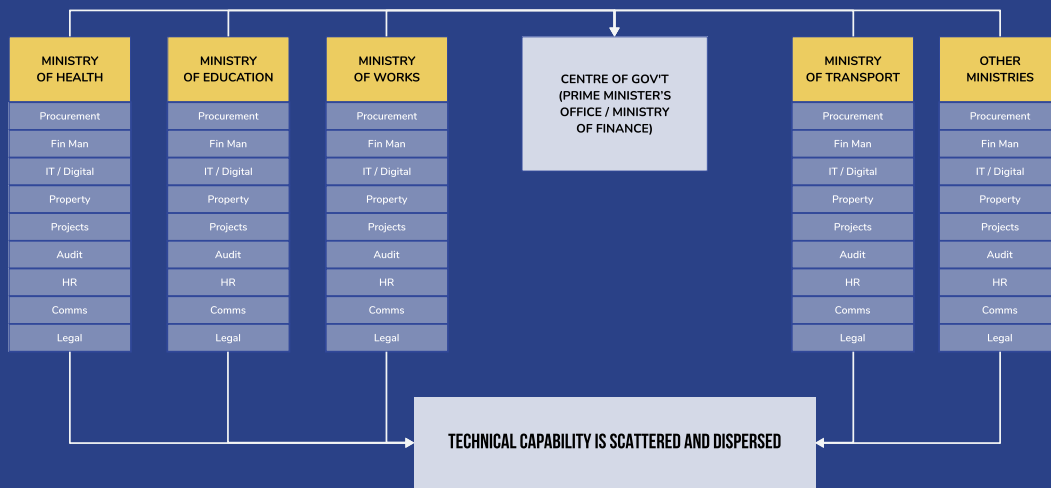 MINISTRY
OF HEALTH
Procurement
Fin Man
IT / Digital
Property
Projects
Audit
HR
Comms
Legal
MINISTRY
OF EDUCATION
Procurement
Fin Man
IT / Digital
Property
Projects
Audit
HR
Comms
Legal
MINISTRY
OF WORKS
Procurement
Fin Man
IT / Digital
Property
Projects
Audit
HR
Comms
Legal
CENTRE OF GOV'T
(PRIME MINISTER'S
OFFICE / MINISTRY
OF FINANCE)
MINISTRY
OF TRANSPORT
Procurement
Fin Man
IT / Digital
Property
Projects
Audit
HR
Comms
Legal
OTHER
MINISTRIES
Procurement
Fin Man
IT / Digital
Property
Projects
Audit
HR
Comms
Legal
TECHNICAL CAPABILITY IS SCATTERED AND DISPERSED